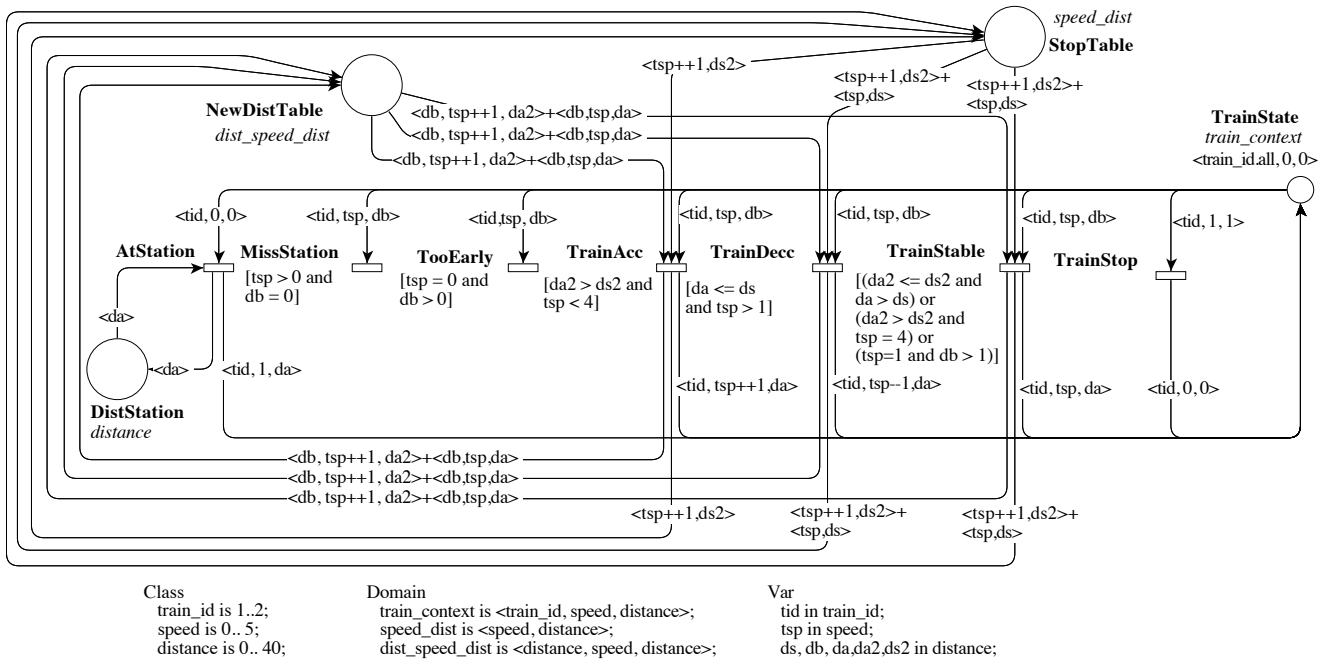 speed_dist
StopTable
<tsp++1,ds2>
<tsp++1,ds2>+
<tsp,ds>
<tsp++1,ds2>+
<tsp,ds>
NewDistTable
dist_speed_dist
<db, tsp++1, da2>+<db,tsp,da>
<db, tsp++1, da2>+<db,tsp,da>
<db, tsp++1, da2>+<db,tsp,da>
TrainState
train_context
<train_id.all, 0, 0>
<tid, 0, 0>
<tid, tsp, db>
<tid,tsp, db>
<tid, tsp, db>
<tid, tsp, db>
<tid, tsp, db>
<tid, 1, 1>
AtStation
MissStation
[tsp > 0 and
db = 0]
TooEarly
[tsp = 0 and
db > 0]
TrainAcc
[da2 > ds2 and
tsp < 4]
TrainDecc
[da <= ds
and tsp > 1]
TrainStable
[(da2 <= ds2 and
da > ds) or
(da2 > ds2 and
tsp = 4) or
(tsp=1 and db > 1)]
TrainStop
<da>
<da>
<tid, 1, da>
DistStation
distance
<tid, tsp++1,da>
<tid, tsp--1,da>
<tid, tsp, da>
<tid, 0, 0>
<db, tsp++1, da2>+<db,tsp,da>
<db, tsp++1, da2>+<db,tsp,da>
<db, tsp++1, da2>+<db,tsp,da>
<tsp++1,ds2>
<tsp++1,ds2>+
<tsp,ds>
<tsp++1,ds2>+
<tsp,ds>
Class
train_id is 1..2;
speed is 0.. 5;
distance is 0.. 40;
Domain
train_context is <train_id, speed, distance>;
speed_dist is <speed, distance>;
dist_speed_dist is <distance, speed, distance>;
Var
tid in train_id;
tsp in speed;
ds, db, da,da2,ds2 in distance;